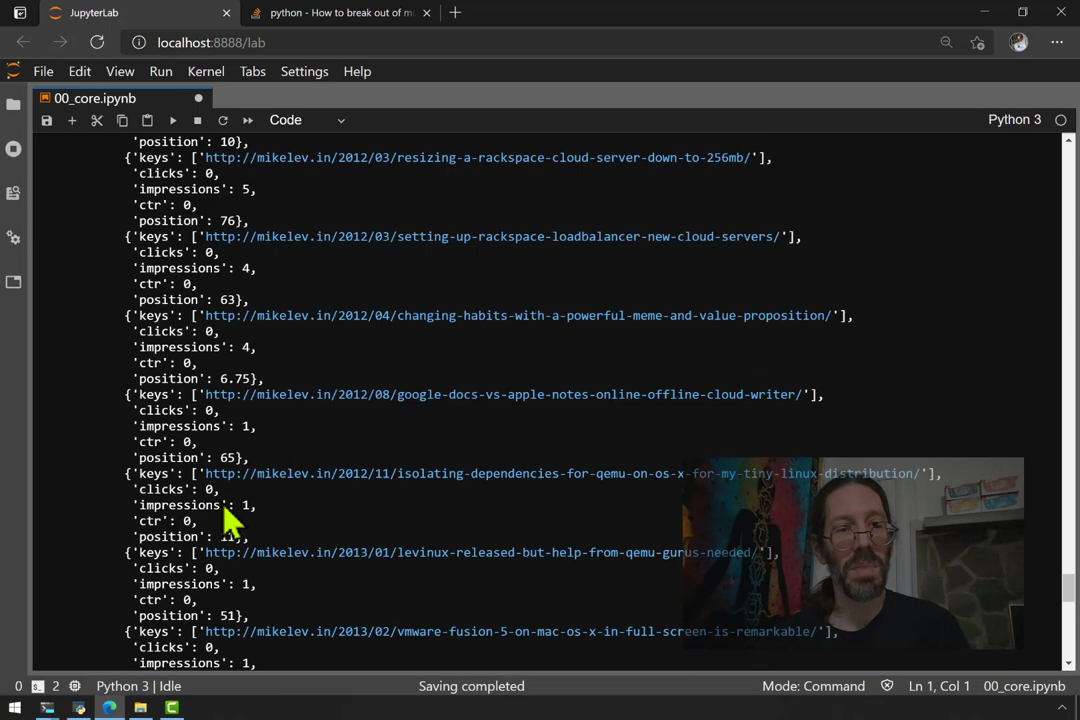 JupyterLab
python - How to break out of mu
localhost:8888/lab
File Edit View Run Kernel Tabs Settings Help
00_core.ipynb
Code
Python 3
'position': 10},
{'keys': ['http://mikelev.in/2012/03/resizing-a-rackspace-cloud-server-down-to-256mb/'],
'clicks': 0,
'impressions': 5,
'ctr': 0,
'position': 76},
{'keys': ['http://mikelev.in/2012/03/setting-up-rackspace-loadbalancer-new-cloud-servers/'],
'clicks': 0,
'impressions': 4,
'ctr': 0,
'position': 63},
{'keys': ['http://mikelev.in/2012/04/changing-habits-with-a-powerful-meme-and-value-proposition/'],
'clicks': 0,
'impressions': 4,
'ctr': 0,
'position': 6.75},
{'keys': ['http://mikelev.in/2012/08/google-docs-vs-apple-notes-online-offline-cloud-writer/'],
'clicks': 0,
'impressions': 1,
'ctr': 0,
'position': 65},
{'keys': ['http://mikelev.in/2012/11/isolating-dependencies-for-qemu-on-os-x-for-my-tiny-linux-distribution/'],
'clicks': 0,
'impressions': 1,
'ctr': 0,
'position': 11},
{'keys': ['http://mikelev.in/2013/01/levinux-released-but-help-from-qemu-gurus-needed/'],
'clicks': 0,
'impressions': 1,
'ctr': 0,
'position': 51},
{'keys': ['http://mikelev.in/2013/02/vmware-fusion-5-on-mac-os-x-in-full-screen-is-remarkable/'],
'clicks': 0,
'impressions': 1,
0 2 Python 3 | Idle Saving completed Mode: Command Ln 1, Col 1 00_core.ipynb